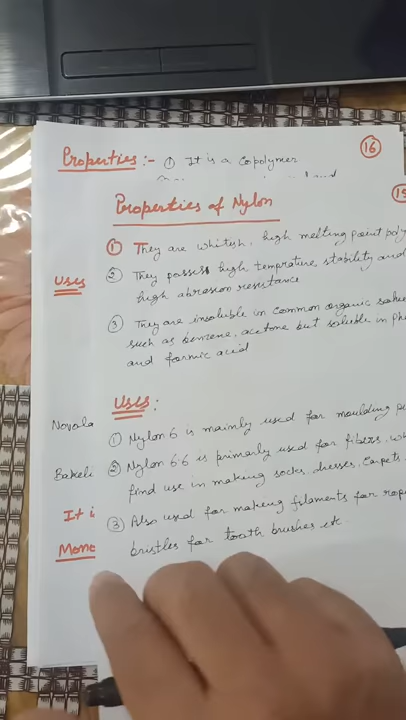 Properties :- ① It is a Copolymer
16
Properties of Nylon
15
① They are whitish, high melting point poly
② They possess high temprature stability and
high abrasion resistance
Uses
③ They are insoluble in common organic solve
such as benzene, acetone but soluble in Phe
and formic acid
Uses:
Novola
① Nylon 6 is mainly used for moulding
② Nylon 6·6 is primarily used for fibers,
Bakeli
find use in making socks, dresses, Carpets
It i
③ Also used for making filaments for rope
bristles for tooth brushes etc.
Mono